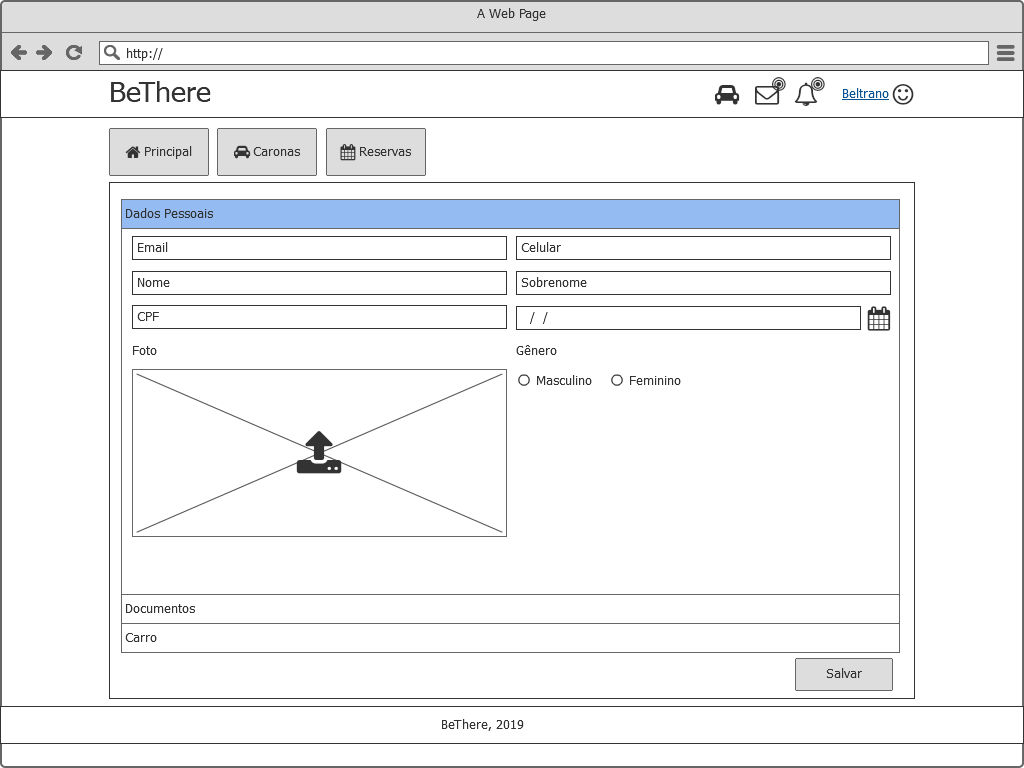 A Web Page
http://
BeThere
Beltrano
Principal
Caronas
Reservas
Dados Pessoais
Email
Celular
Nome
Sobrenome
CPF
/ /
Foto
Gênero
Masculino
Feminino
Documentos
Carro
Salvar
BeThere, 2019